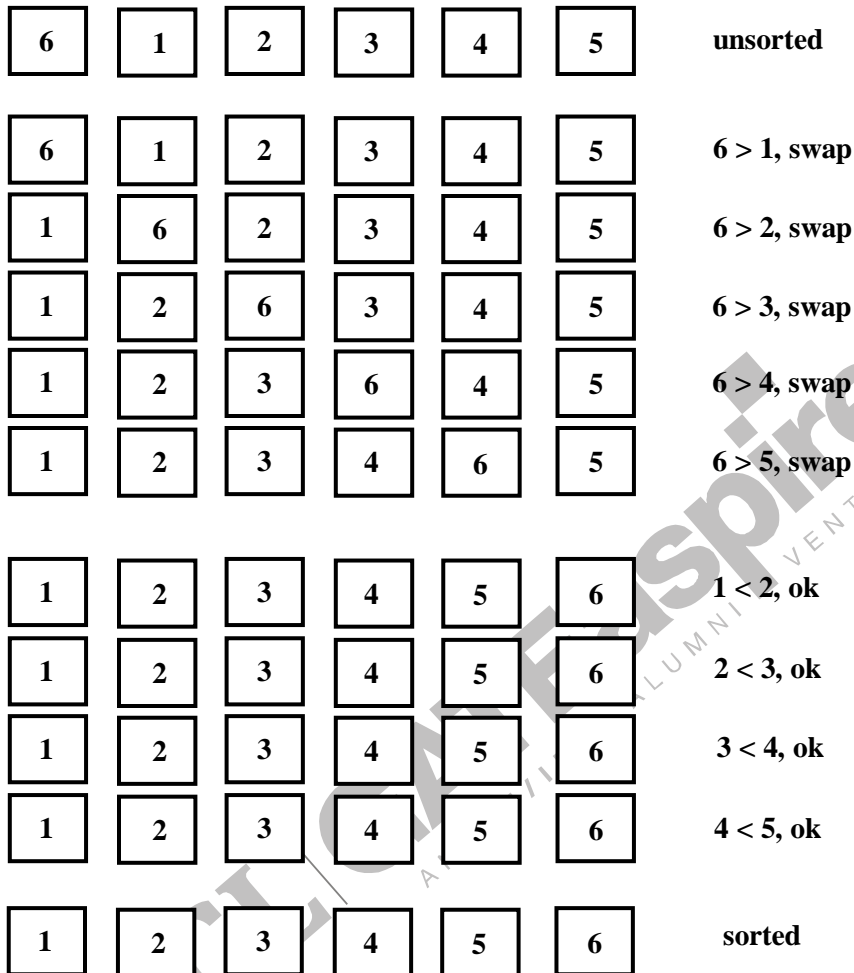 6 1 2 3 4 5 unsorted
6 1 2 3 4 5 6 > 1, swap
1 6 2 3 4 5 6 > 2, swap
1 2 6 3 4 5 6 > 3, swap
1 2 3 6 4 5 6 > 4, swap
1 2 3 4 6 5 6 > 5, swap
1 2 3 4 5 6 1 < 2, ok
1 2 3 4 5 6 2 < 3, ok
1 2 3 4 5 6 3 < 4, ok
1 2 3 4 5 6 4 < 5, ok
1 2 3 4 5 6 sorted